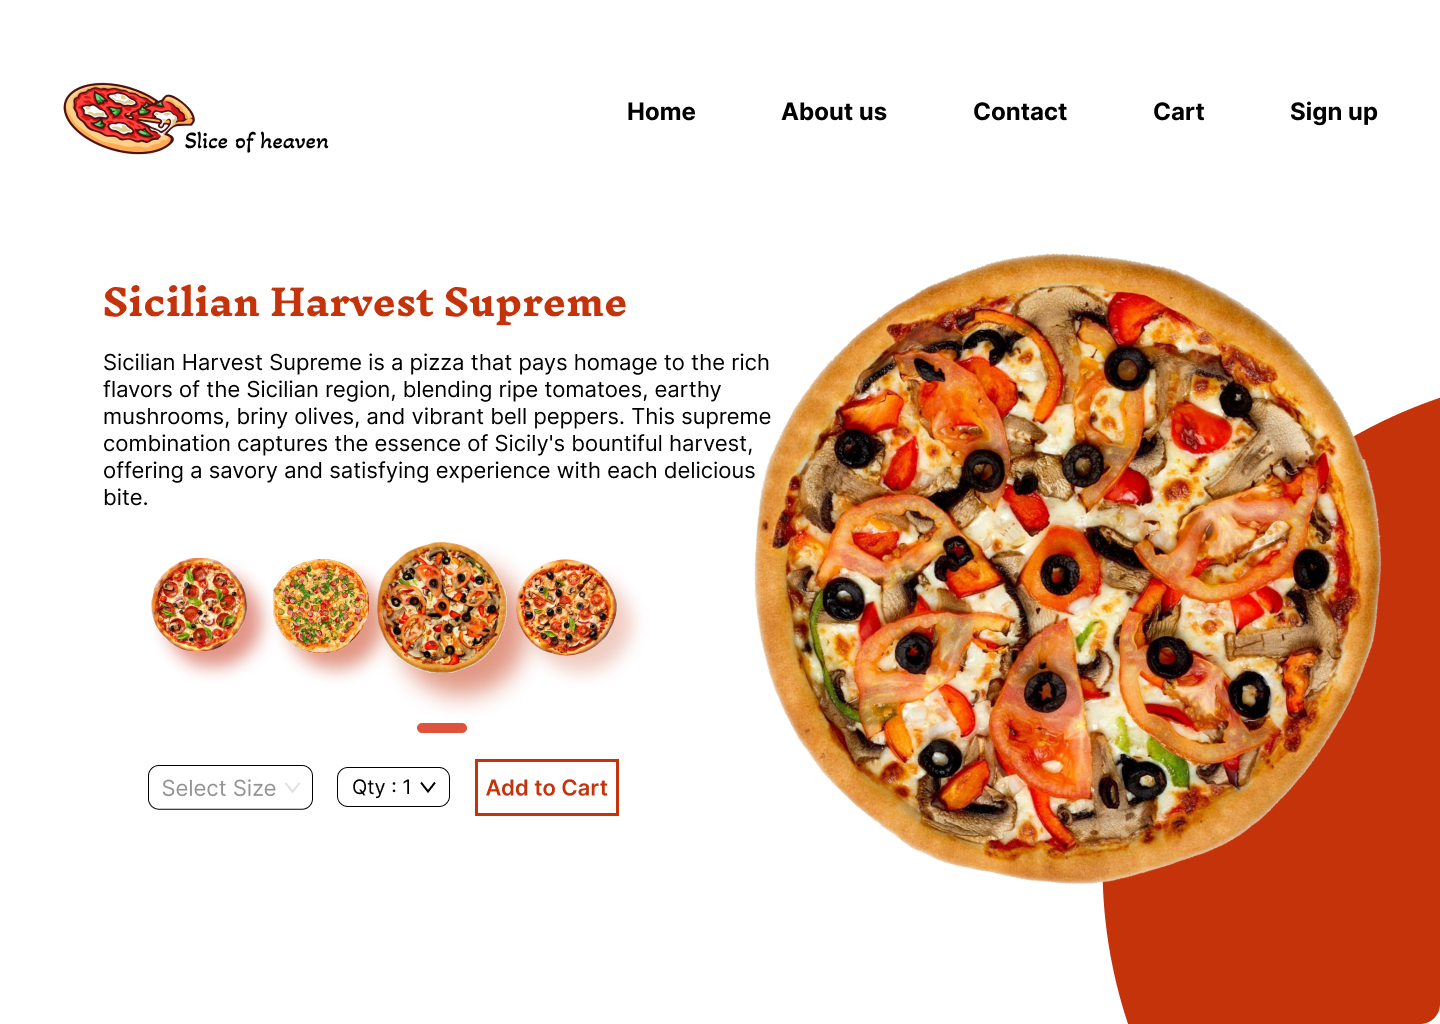 Slice of heaven
Home
About us
Contact
Cart
Sign up
Sicilian Harvest Supreme
Sicilian Harvest Supreme is a pizza that pays homage to the rich
flavors of the Sicilian region, blending ripe tomatoes, earthy
mushrooms, briny olives, and vibrant bell peppers. This supreme
combination captures the essence of Sicily's bountiful harvest,
offering a savory and satisfying experience with each delicious
bite.
Select Size
Qty : 1
Add to Cart